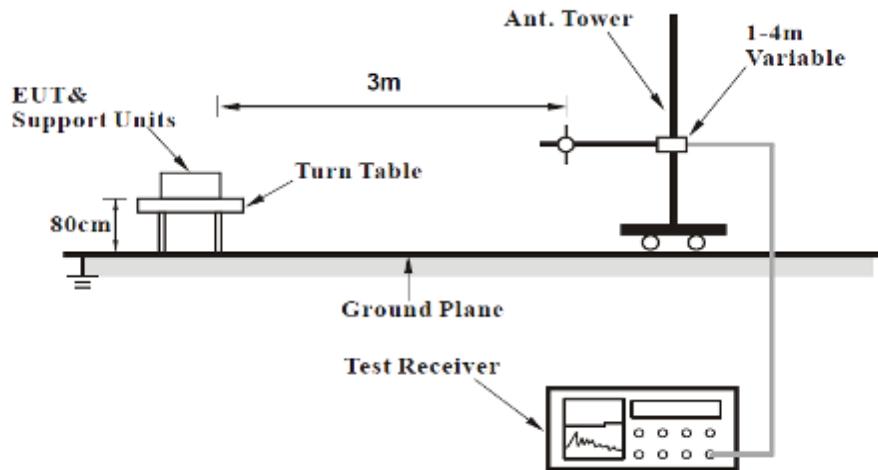 Ant. Tower
1-4m
Variable
3m
EUT&
Support Units
Turn Table
80cm
Ground Plane
Test Receiver